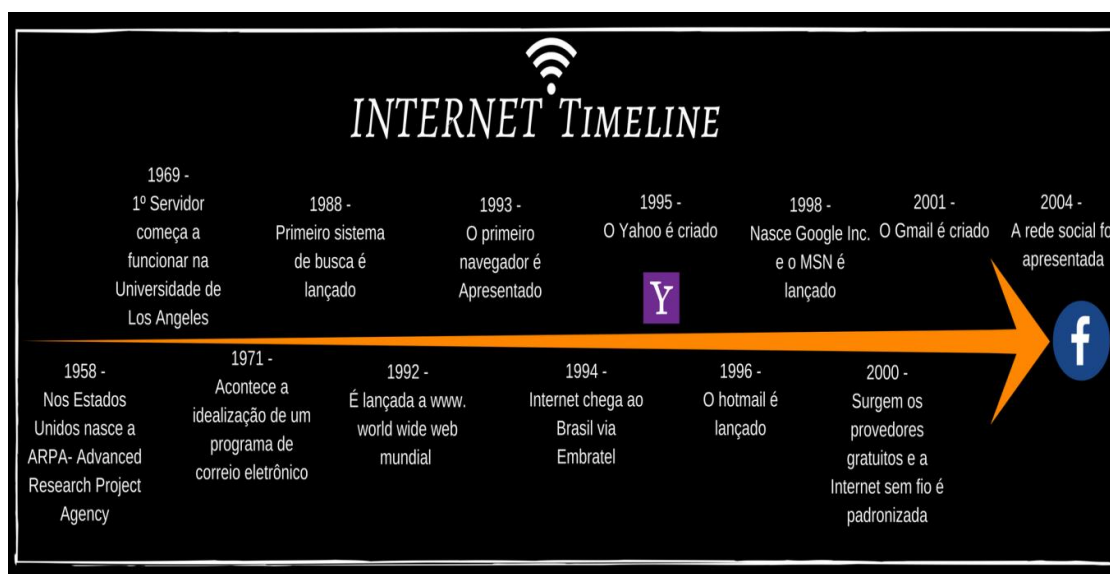 INTERNET TIMELINE
1969 -
1º Servidor
começa a
funcionar na
Universidade de
Los Angeles
1988 -
Primeiro sistema
de busca é
lançado
1993 -
O primeiro
navegador é
Apresentado
1995 -
O Yahoo é criado
Y
1998 -
Nasce Google Inc.
e o MSN é
lançado
2001 -
O Gmail é criado
2004 -
A rede social fo
apresentada
f
1958 -
Nos Estados
Unidos nasce a
ARPA- Advanced
Research Project
Agency
1971 -
Acontece a
idealização de um
programa de
correio eletrônico
1992 -
É lançada a www.
world wide web
mundial
1994 -
Internet chega ao
Brasil via
Embratel
1996 -
O hotmail é
lançado
2000 -
Surgem os
provedores
gratuitos e a
Internet sem fio é
padronizada